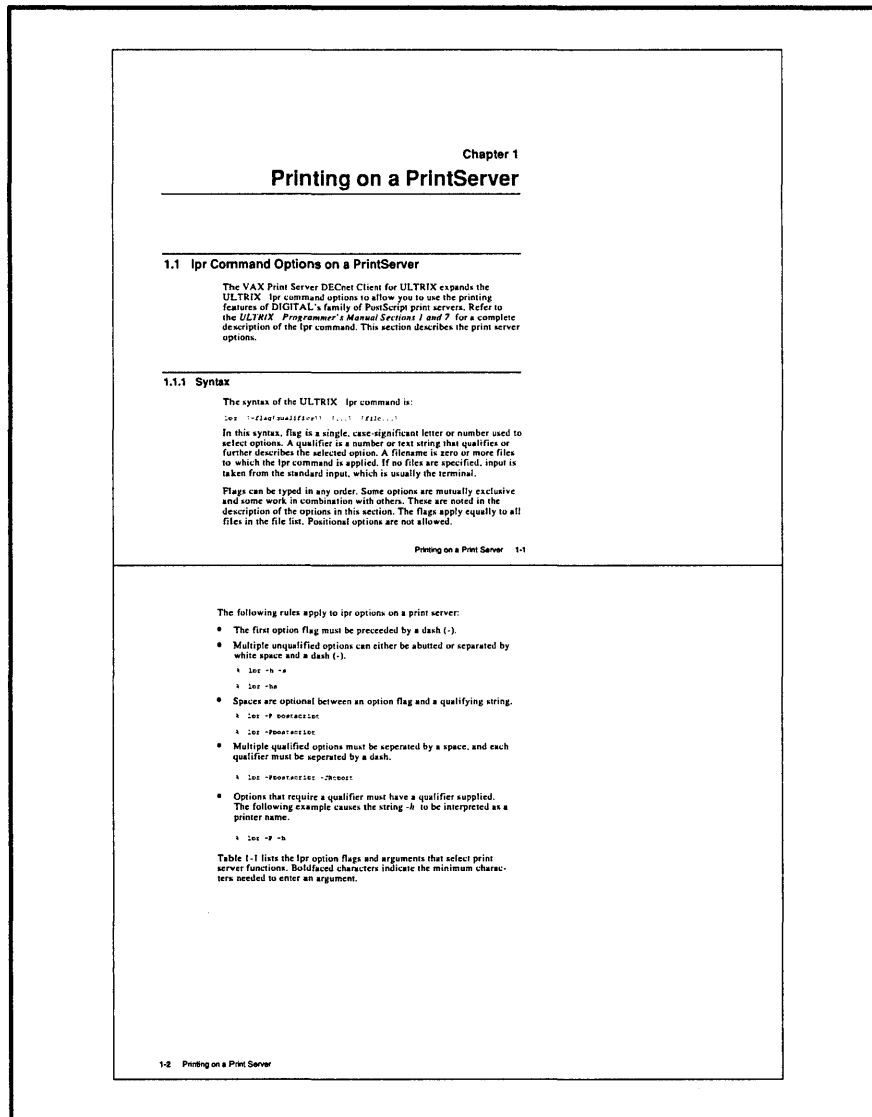 Chapter 1
Printing on a PrintServer
1.1 lpr Command Options on a PrintServer
The VAX Print Server DECnet Client for ULTRIX expands the
ULTRIX lpr command options to allow you to use the printing
features of DIGITAL's family of PostScript print servers. Refer to
the ULTRIX Programmer's Manual Sections 1 and 7 for a complete
description of the lpr command. This section describes the print server
options.
1.1.1 Syntax
The syntax of the ULTRIX lpr command is:
In this syntax, flag is a single, case-significant letter or number used to
select options. A qualifier is a number or text string that qualifies or
further describes the selected option. A filename is zero or more files
to which the lpr command is applied. If no files are specified, input is
taken from the standard input, which is usually the terminal.
Flags can be typed in any order. Some options are mutually exclusive
and some work in combination with others. These are noted in the
description of the options in this section. The flags apply equally to all
files in the file list. Positional options are not allowed.
Printing on a Print Server 1-1
The following rules apply to lpr options on a print server:
• The first option flag must be preceeded by a dash (-).
• Multiple unqualified options can either be abutted or separated by
white space and a dash (-).
% lpr -h -s
% lpr -hs
• Spaces are optional between an option flag and a qualifying string.
% lpr -P postscript
% lpr -Ppostscript
• Multiple qualified options must be seperated by a space, and each
qualifier must be seperated by a dash.
% lpr -Ppostscript -JReport
• Options that require a qualifier must have a qualifier supplied.
The following example causes the string -h to be interpreted as a
printer name.
% lpr -P -h
Table 1-1 lists the lpr option flags and arguments that select print
server functions. Boldfaced characters indicate the minimum charac-
ters needed to enter an argument.
1-2 Printing on a Print Server